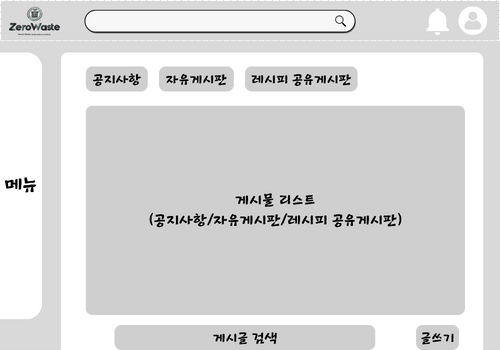 ZeroWaste
공지사항
자유게시판
레시피 공유게시판
메뉴
게시물 리스트
(공지사항/자유게시판/레시피 공유게시판)
게시글 검색
글쓰기